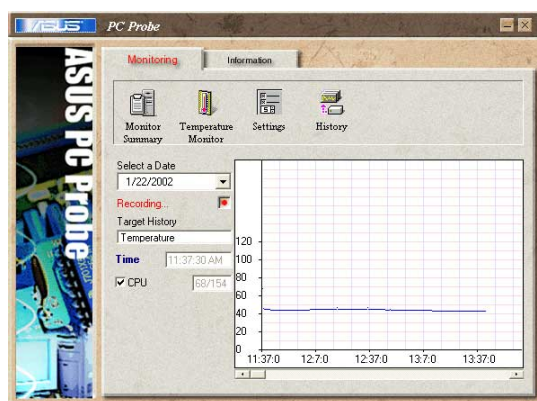 ASUS
PC Probe
ASUS PC Probe
Monitoring
Information
Monitor
Summary
Temperature
Monitor
Settings
History
Select a Date
1/22/2002
Recording...
Target History
Temperature
Time
11:37:30 AM
CPU
68/154
120
100
80
60
40
20
0
11:37:0
12:7:0
12:37:0
13:7:0
13:37:0